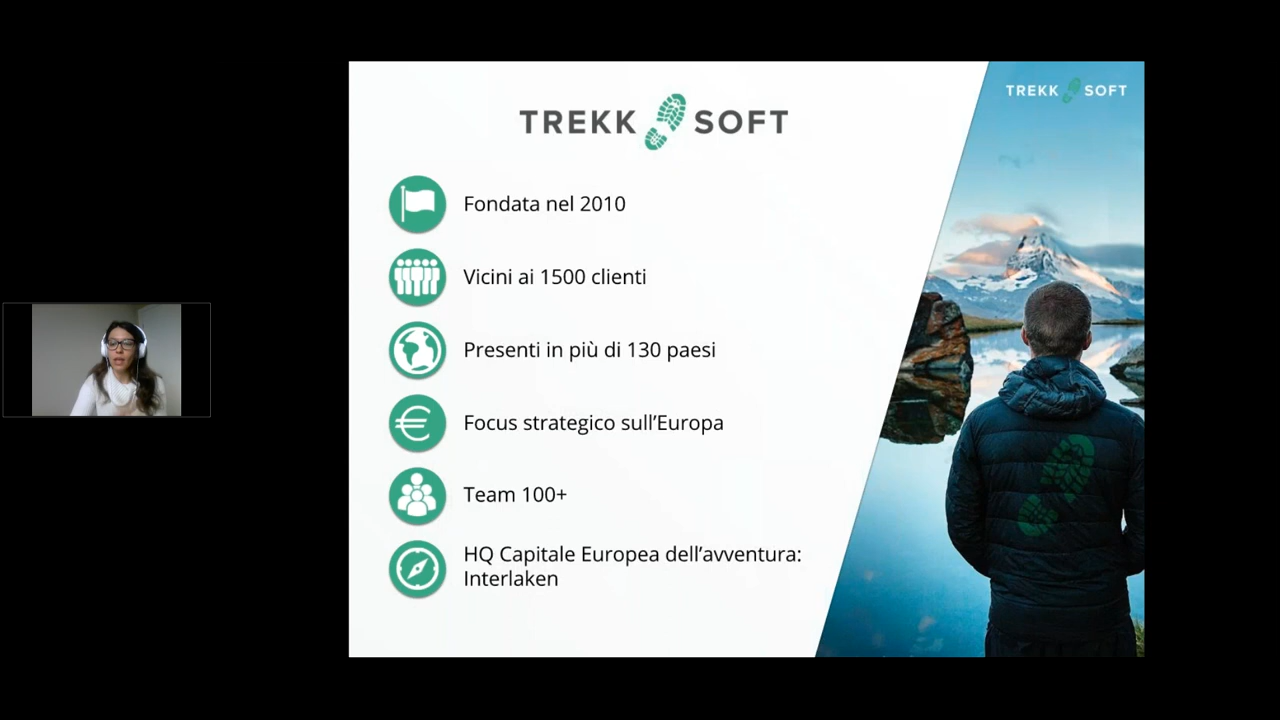 TREKK SOFT
TREKK SOFT
Fondata nel 2010
Vicini ai 1500 clienti
Presenti in più di 130 paesi
Focus strategico sull’Europa
Team 100+
HQ Capitale Europea dell’avventura:
Interlaken